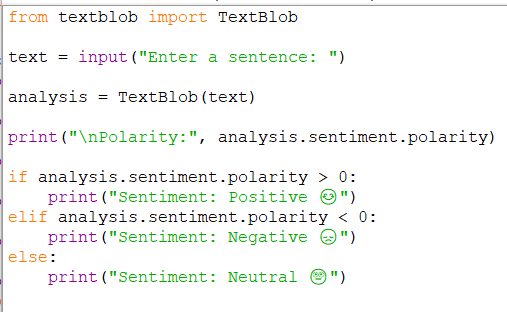 from textblob import TextBlob

text = input("Enter a sentence: ")

analysis = TextBlob(text)

print("\nPolarity:", analysis.sentiment.polarity)

if analysis.sentiment.polarity > 0:
    print("Sentiment: Positive 😊")
elif analysis.sentiment.polarity < 0:
    print("Sentiment: Negative 😞")
else:
    print("Sentiment: Neutral 😐")